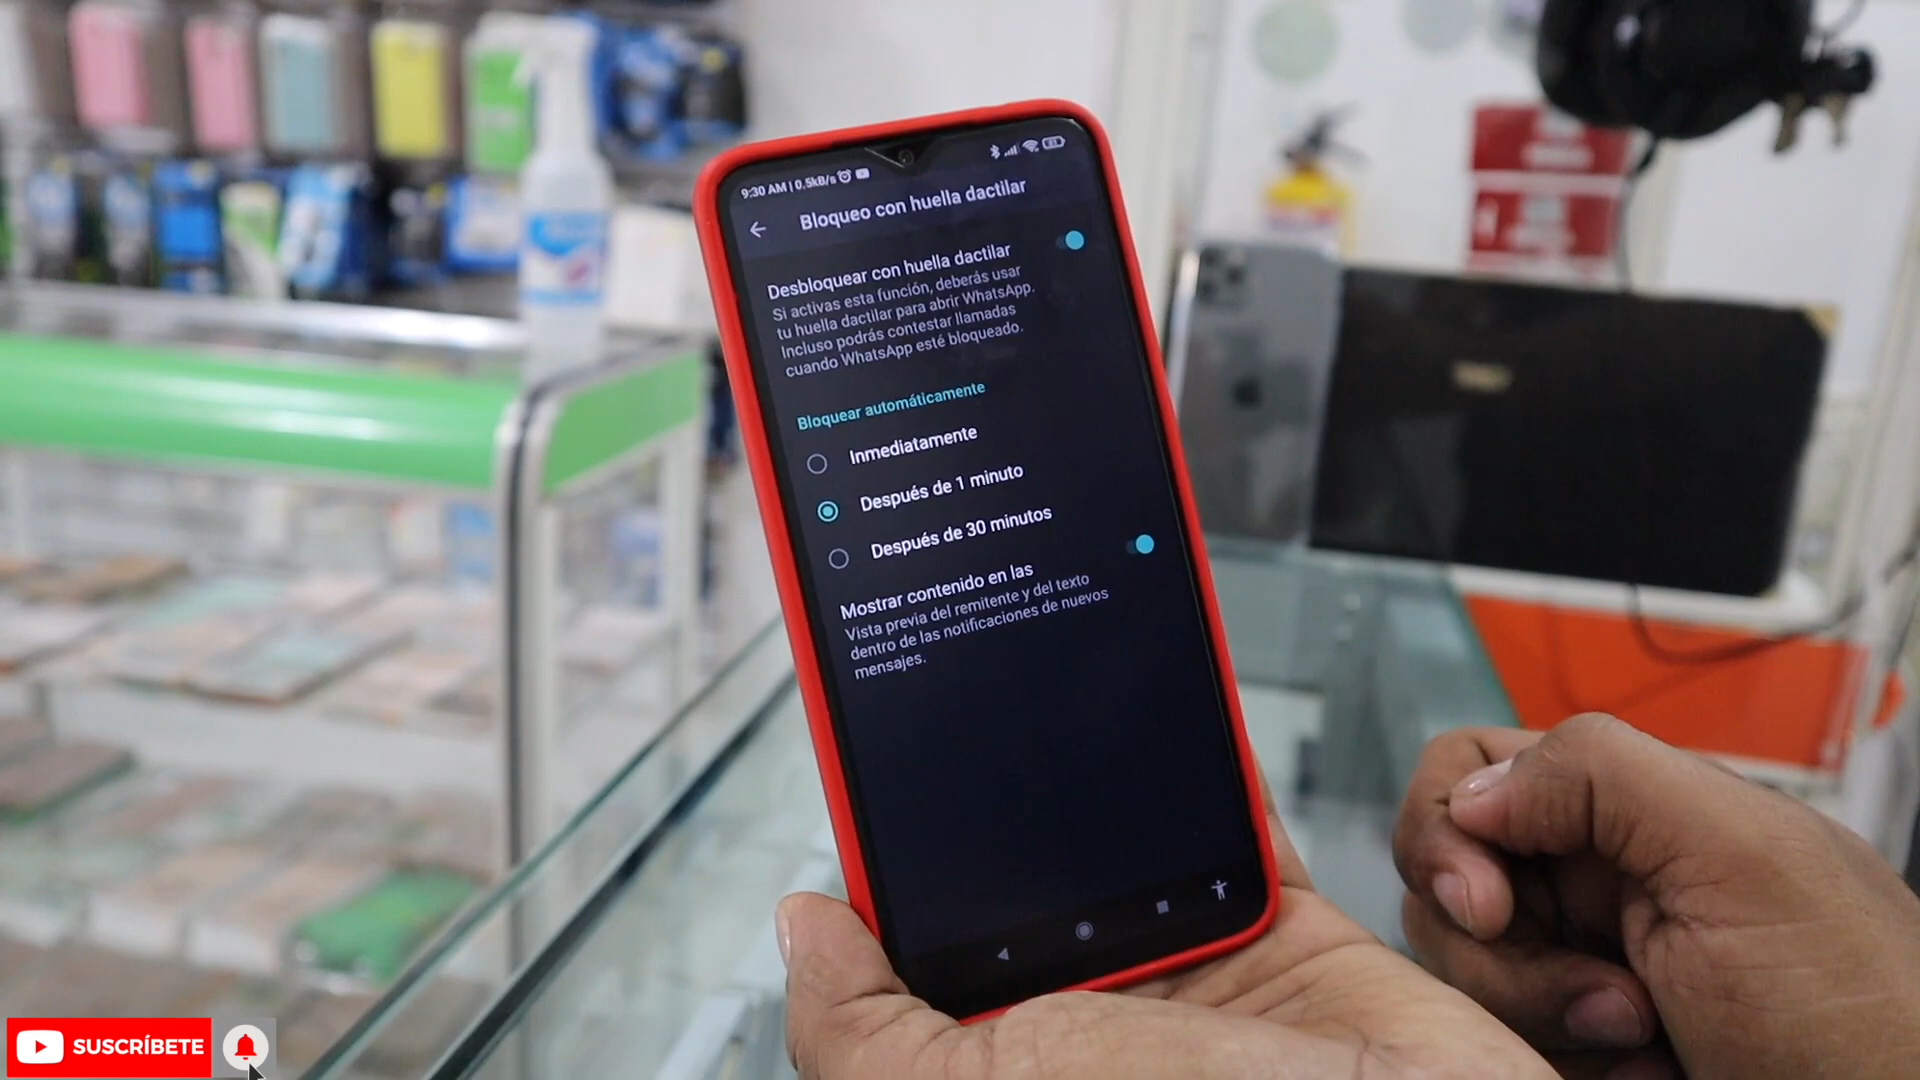 9:30 AM | 0.5kB/s
Bloqueo con huella dactilar
Desbloquear con huella dactilar
Si activas esta función, deberás usar
tu huella dactilar para abrir WhatsApp.
Incluso podrás contestar llamadas
cuando WhatsApp esté bloqueado.
Bloquear automáticamente
Inmediatamente
Después de 1 minuto
Después de 30 minutos
Mostrar contenido en las
Vista previa del remitente y del texto
dentro de las notificaciones de nuevos
mensajes.
SUSCRÍBETE